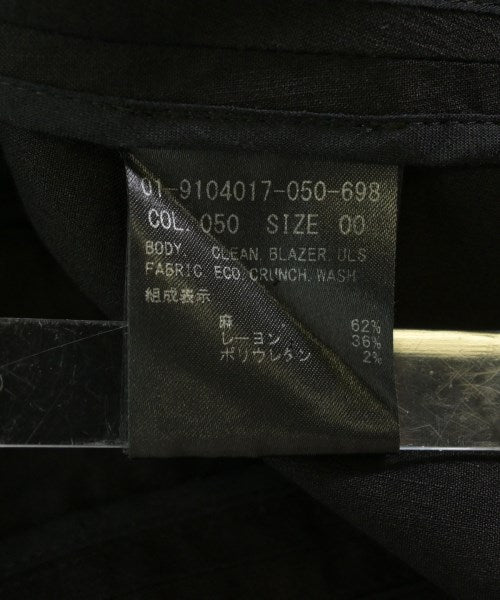 01-9104017-050-698
COL. 050 SIZE 00
BODY. CLEAN.BLAZER.ULS
FABRIC ECO.CRUNCH.WASH
組成表示
麻 62%
レーヨン 36%
ポリウレタン 2%